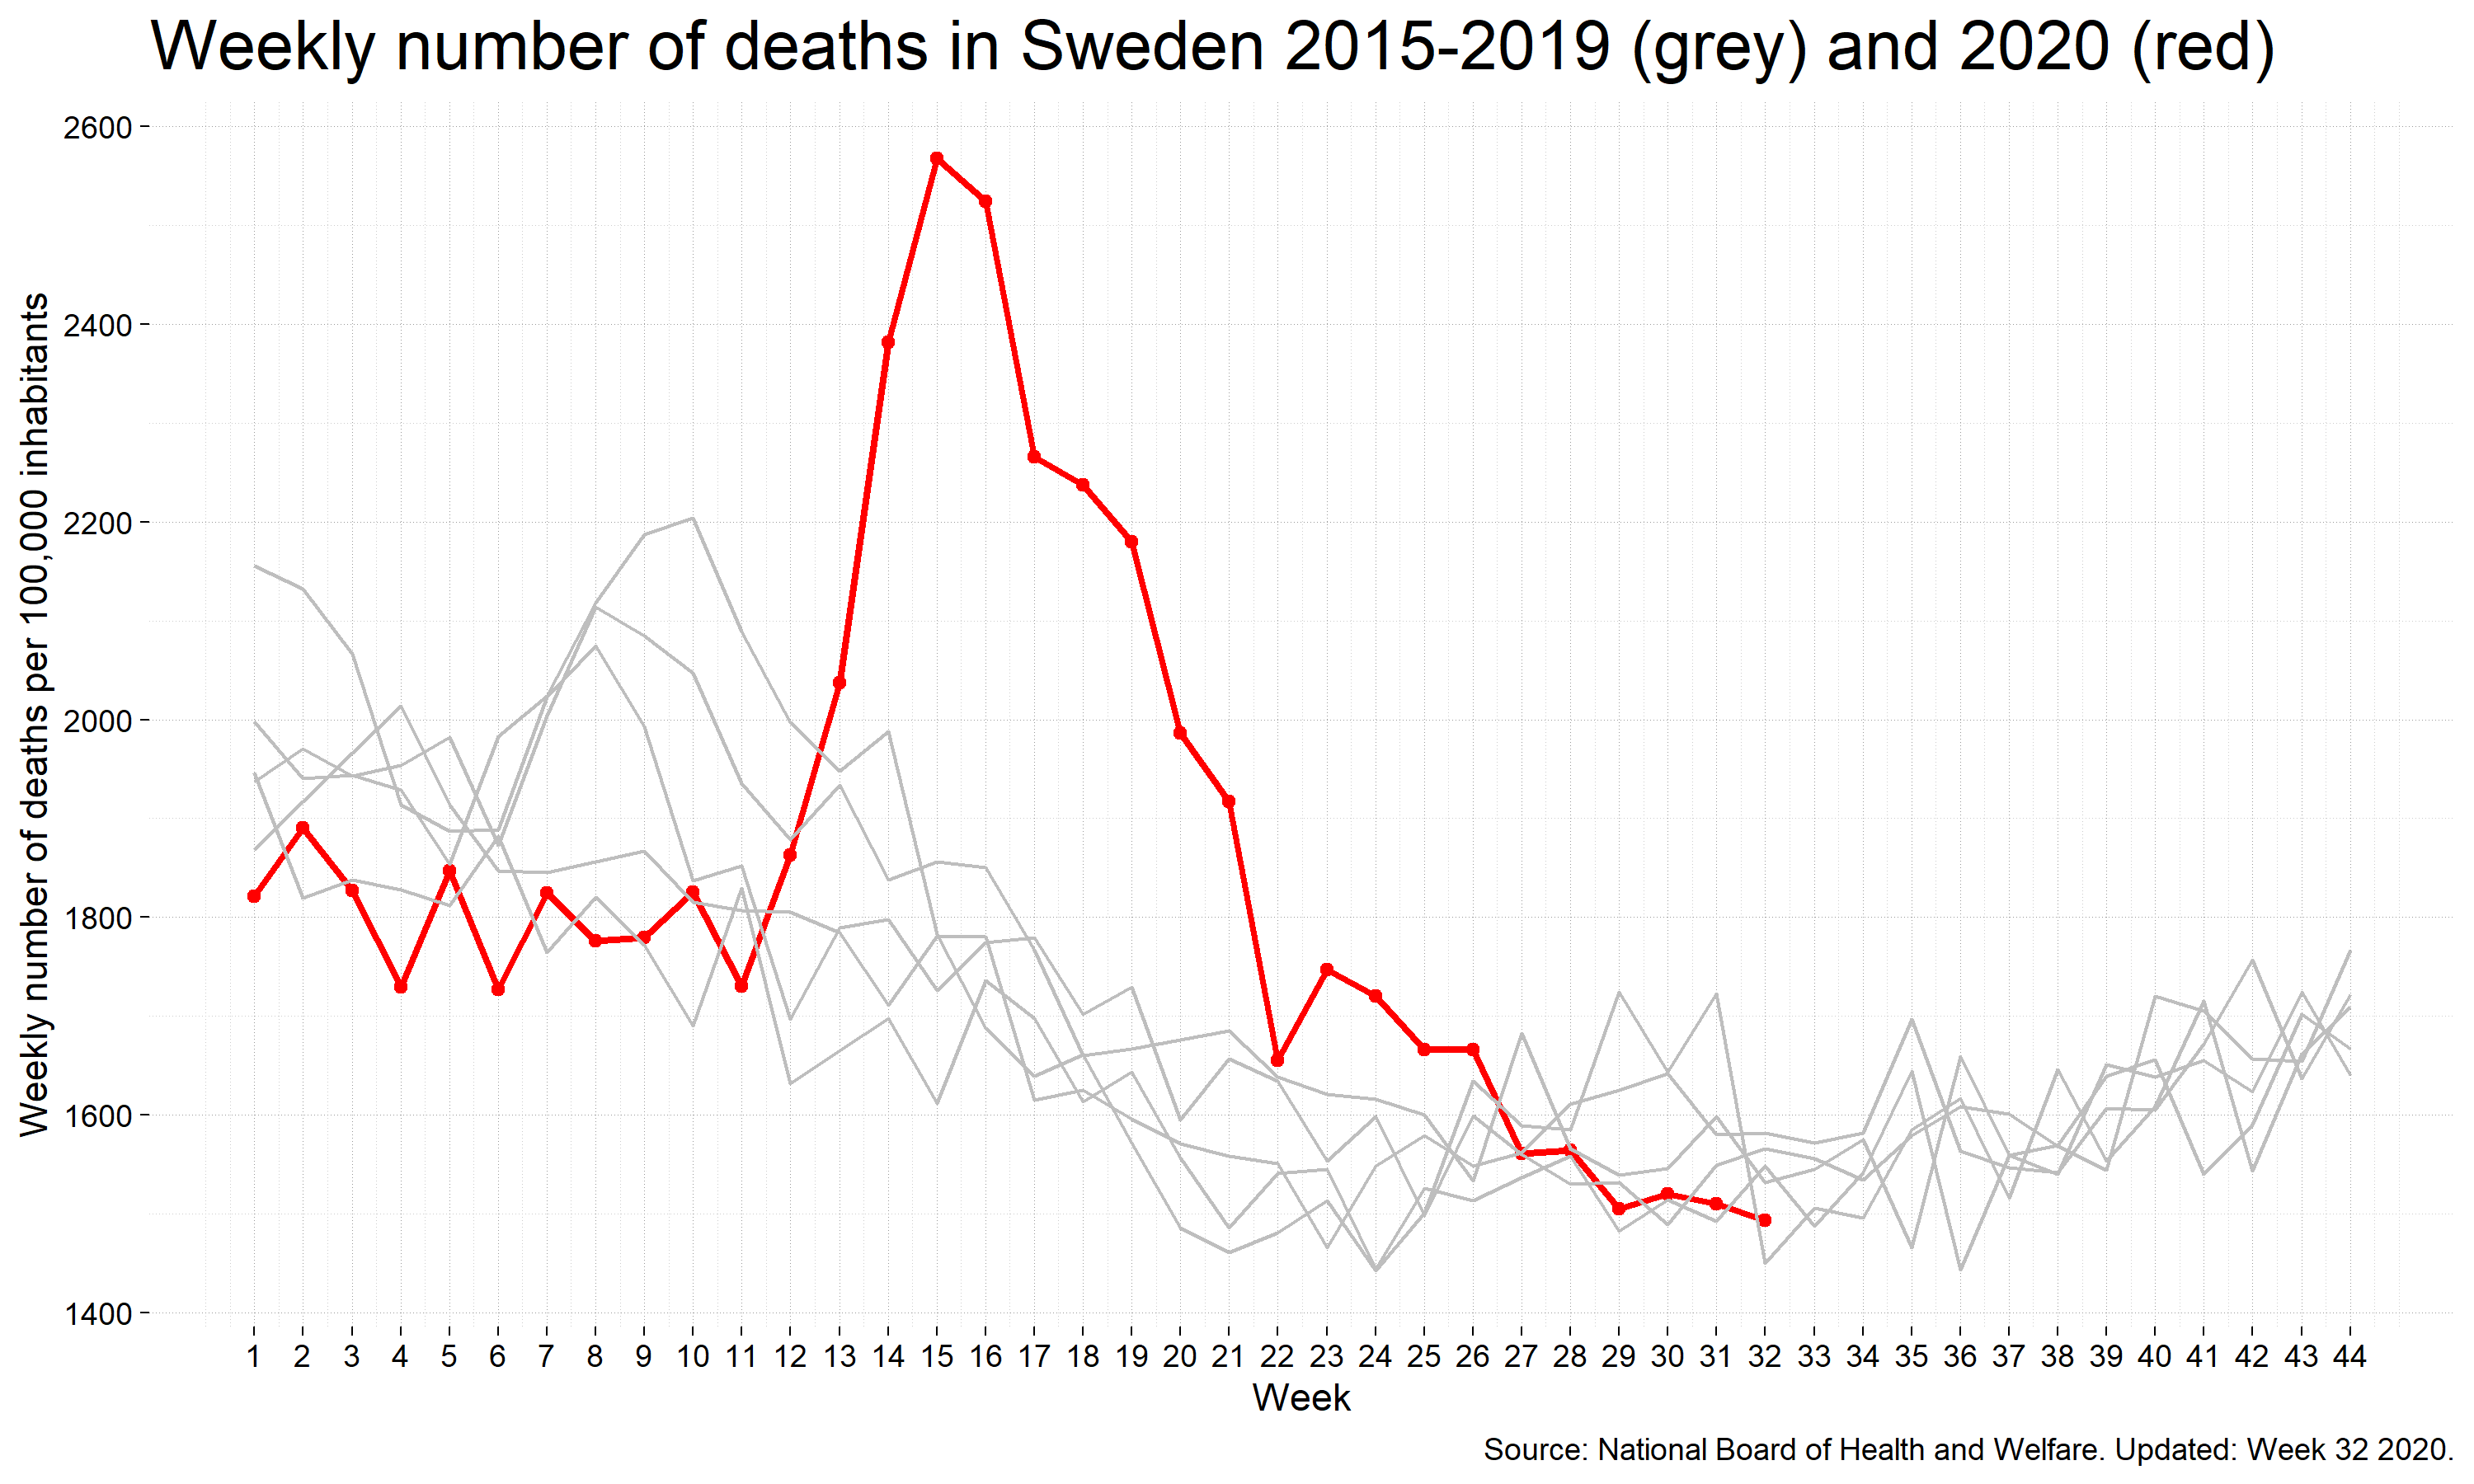 Weekly number of deaths in Sweden 2015-2019 (grey) and 2020 (red)
Weekly number of deaths per 100,000 inhabitants
2600
2400
2200
2000
1800
1600
1400
1 2 3 4 5 6 7 8 9 10 11 12 13 14 15 16 17 18 19 20 21 22 23 24 25 26 27 28 29 30 31 32 33 34 35 36 37 38 39 40 41 42 43 44
Week
Source: National Board of Health and Welfare. Updated: Week 32 2020.